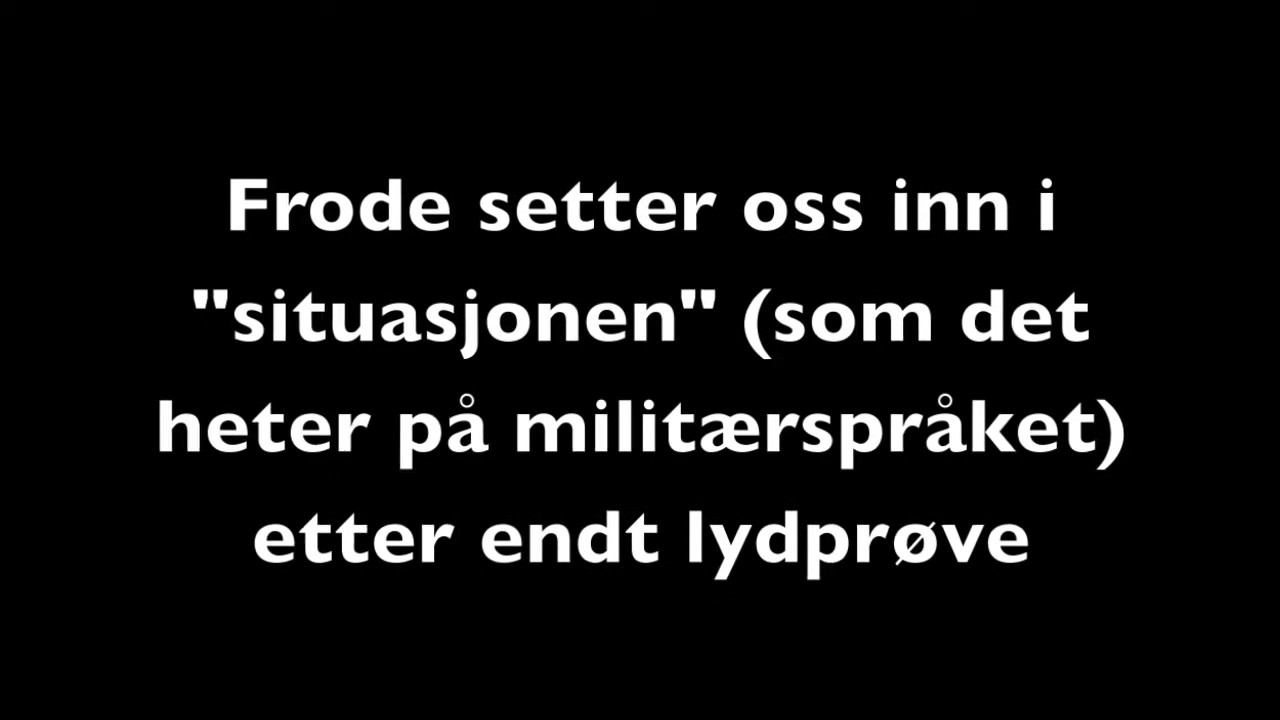 Frode setter oss inn i
"situasjonen" (som det
heter på militærspråket)
etter endt lydprøve